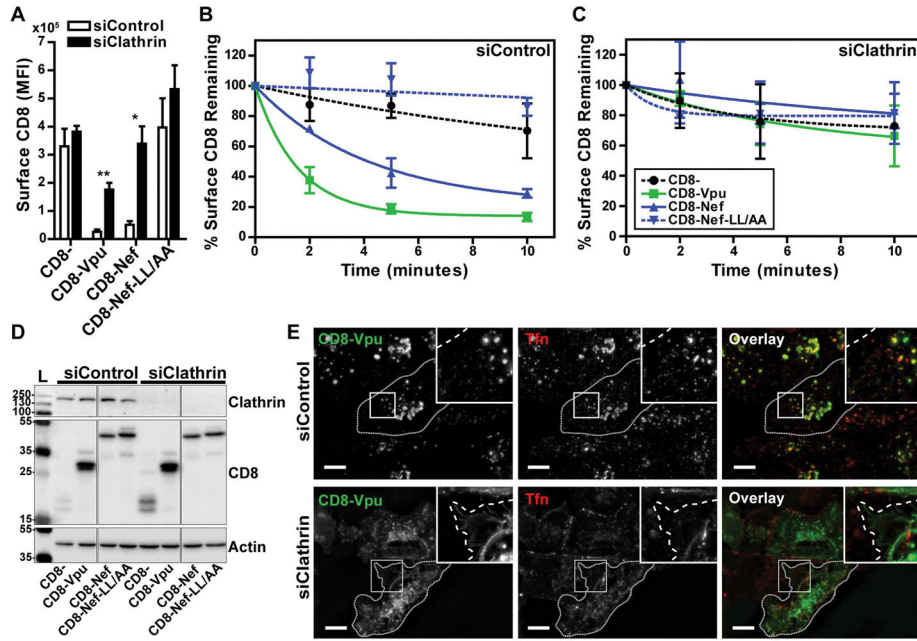 A
x10⁵
siControl
siClathrin
Surface CD8 (MFI)
7
6
5
4
3
2
1
0
**
*
CD8-
CD8-Vpu
CD8-Nef
CD8-Nef-LL/AA
B
siControl
% Surface CD8 Remaining
120
100
80
60
40
20
0
0 2 4 6 8 10
Time (minutes)
C
siClathrin
% Surface CD8 Remaining
120
100
80
60
40
20
0
CD8-
CD8-Vpu
CD8-Nef
CD8-Nef-LL/AA
0 2 4 6 8 10
Time (minutes)
D
L siControl siClathrin
250
130
100
Clathrin
55
35
25
15
CD8
55
35
Actin
CD8-
CD8-Vpu
CD8-Nef
CD8-Nef-LL/AA
CD8-
CD8-Vpu
CD8-Nef
CD8-Nef-LL/AA
E
siControl
CD8-Vpu Tfn Overlay
siClathrin
CD8-Vpu Tfn Overlay